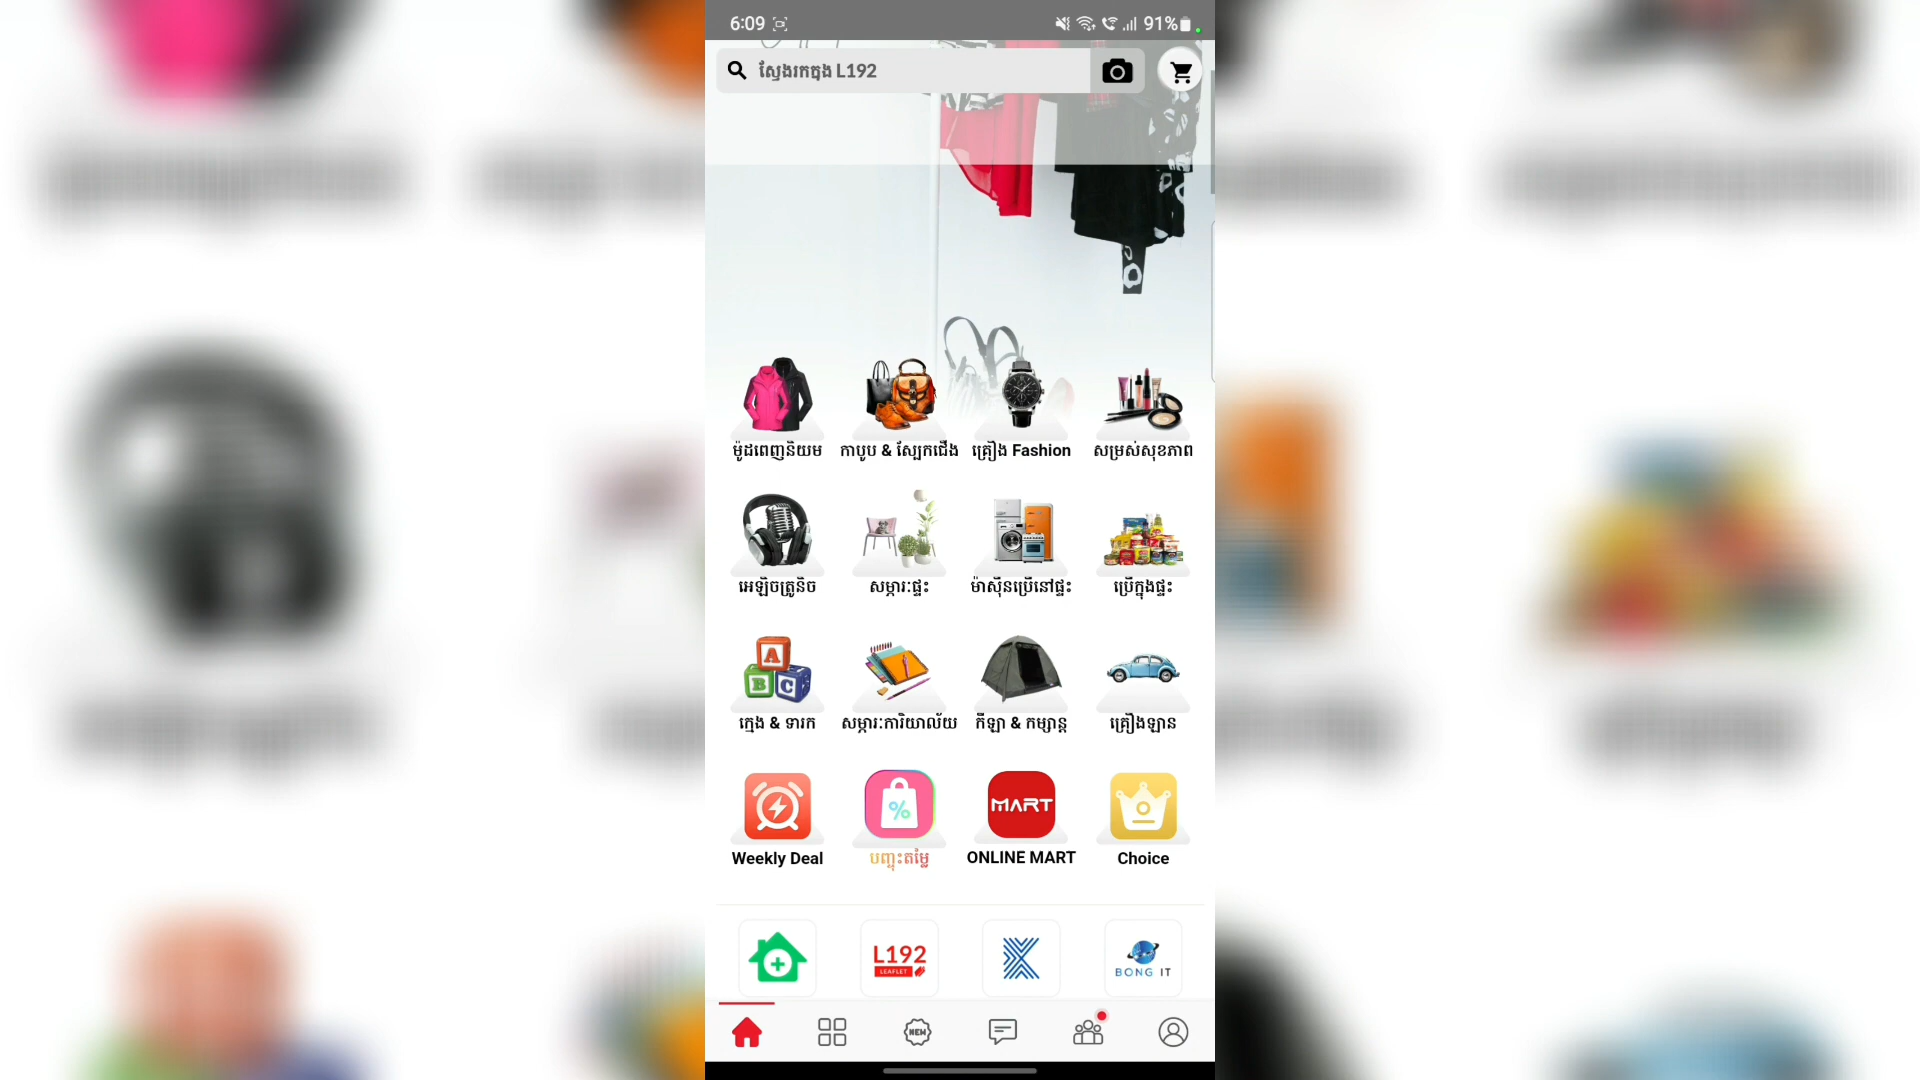 6:09 91%
ស្វែងរកក្នុង L192
ម៉ូដពេញនិយម កាបូប & ស្បែកជើង គ្រឿង Fashion សម្រស់សុខភាព
អេឡិចត្រូនិច សម្ភារៈផ្ទះ ម៉ាស៊ីនប្រើនៅផ្ទះ ប្រើក្នុងផ្ទះ
A
B C
ក្មេង & ទារក សម្ភារៈការិយាល័យ កីឡា & កម្សាន្ត គ្រឿងឡាន
% MART
Weekly Deal បញ្ចុះតម្លៃ ONLINE MART Choice
L192
LEAFLET BONG IT
NEW